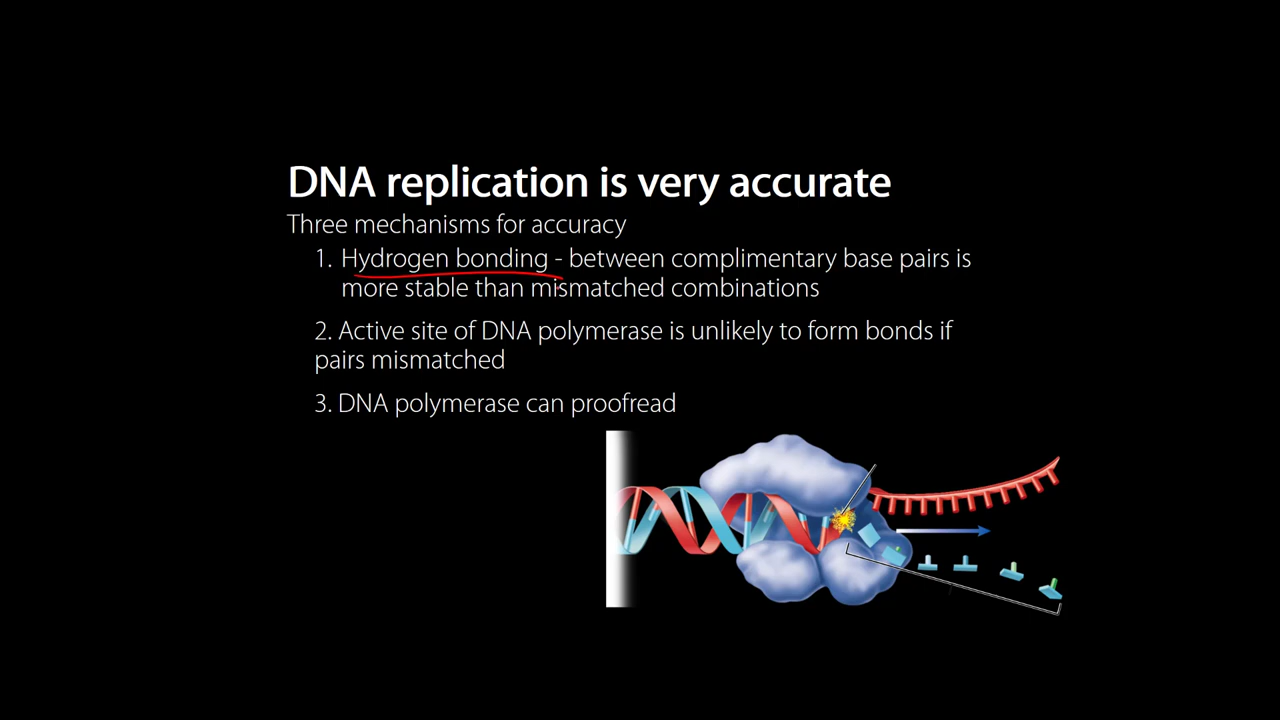 DNA replication is very accurate
Three mechanisms for accuracy
1. Hydrogen bonding - between complimentary base pairs is
more stable than mismatched combinations
2. Active site of DNA polymerase is unlikely to form bonds if
pairs mismatched
3. DNA polymerase can proofread